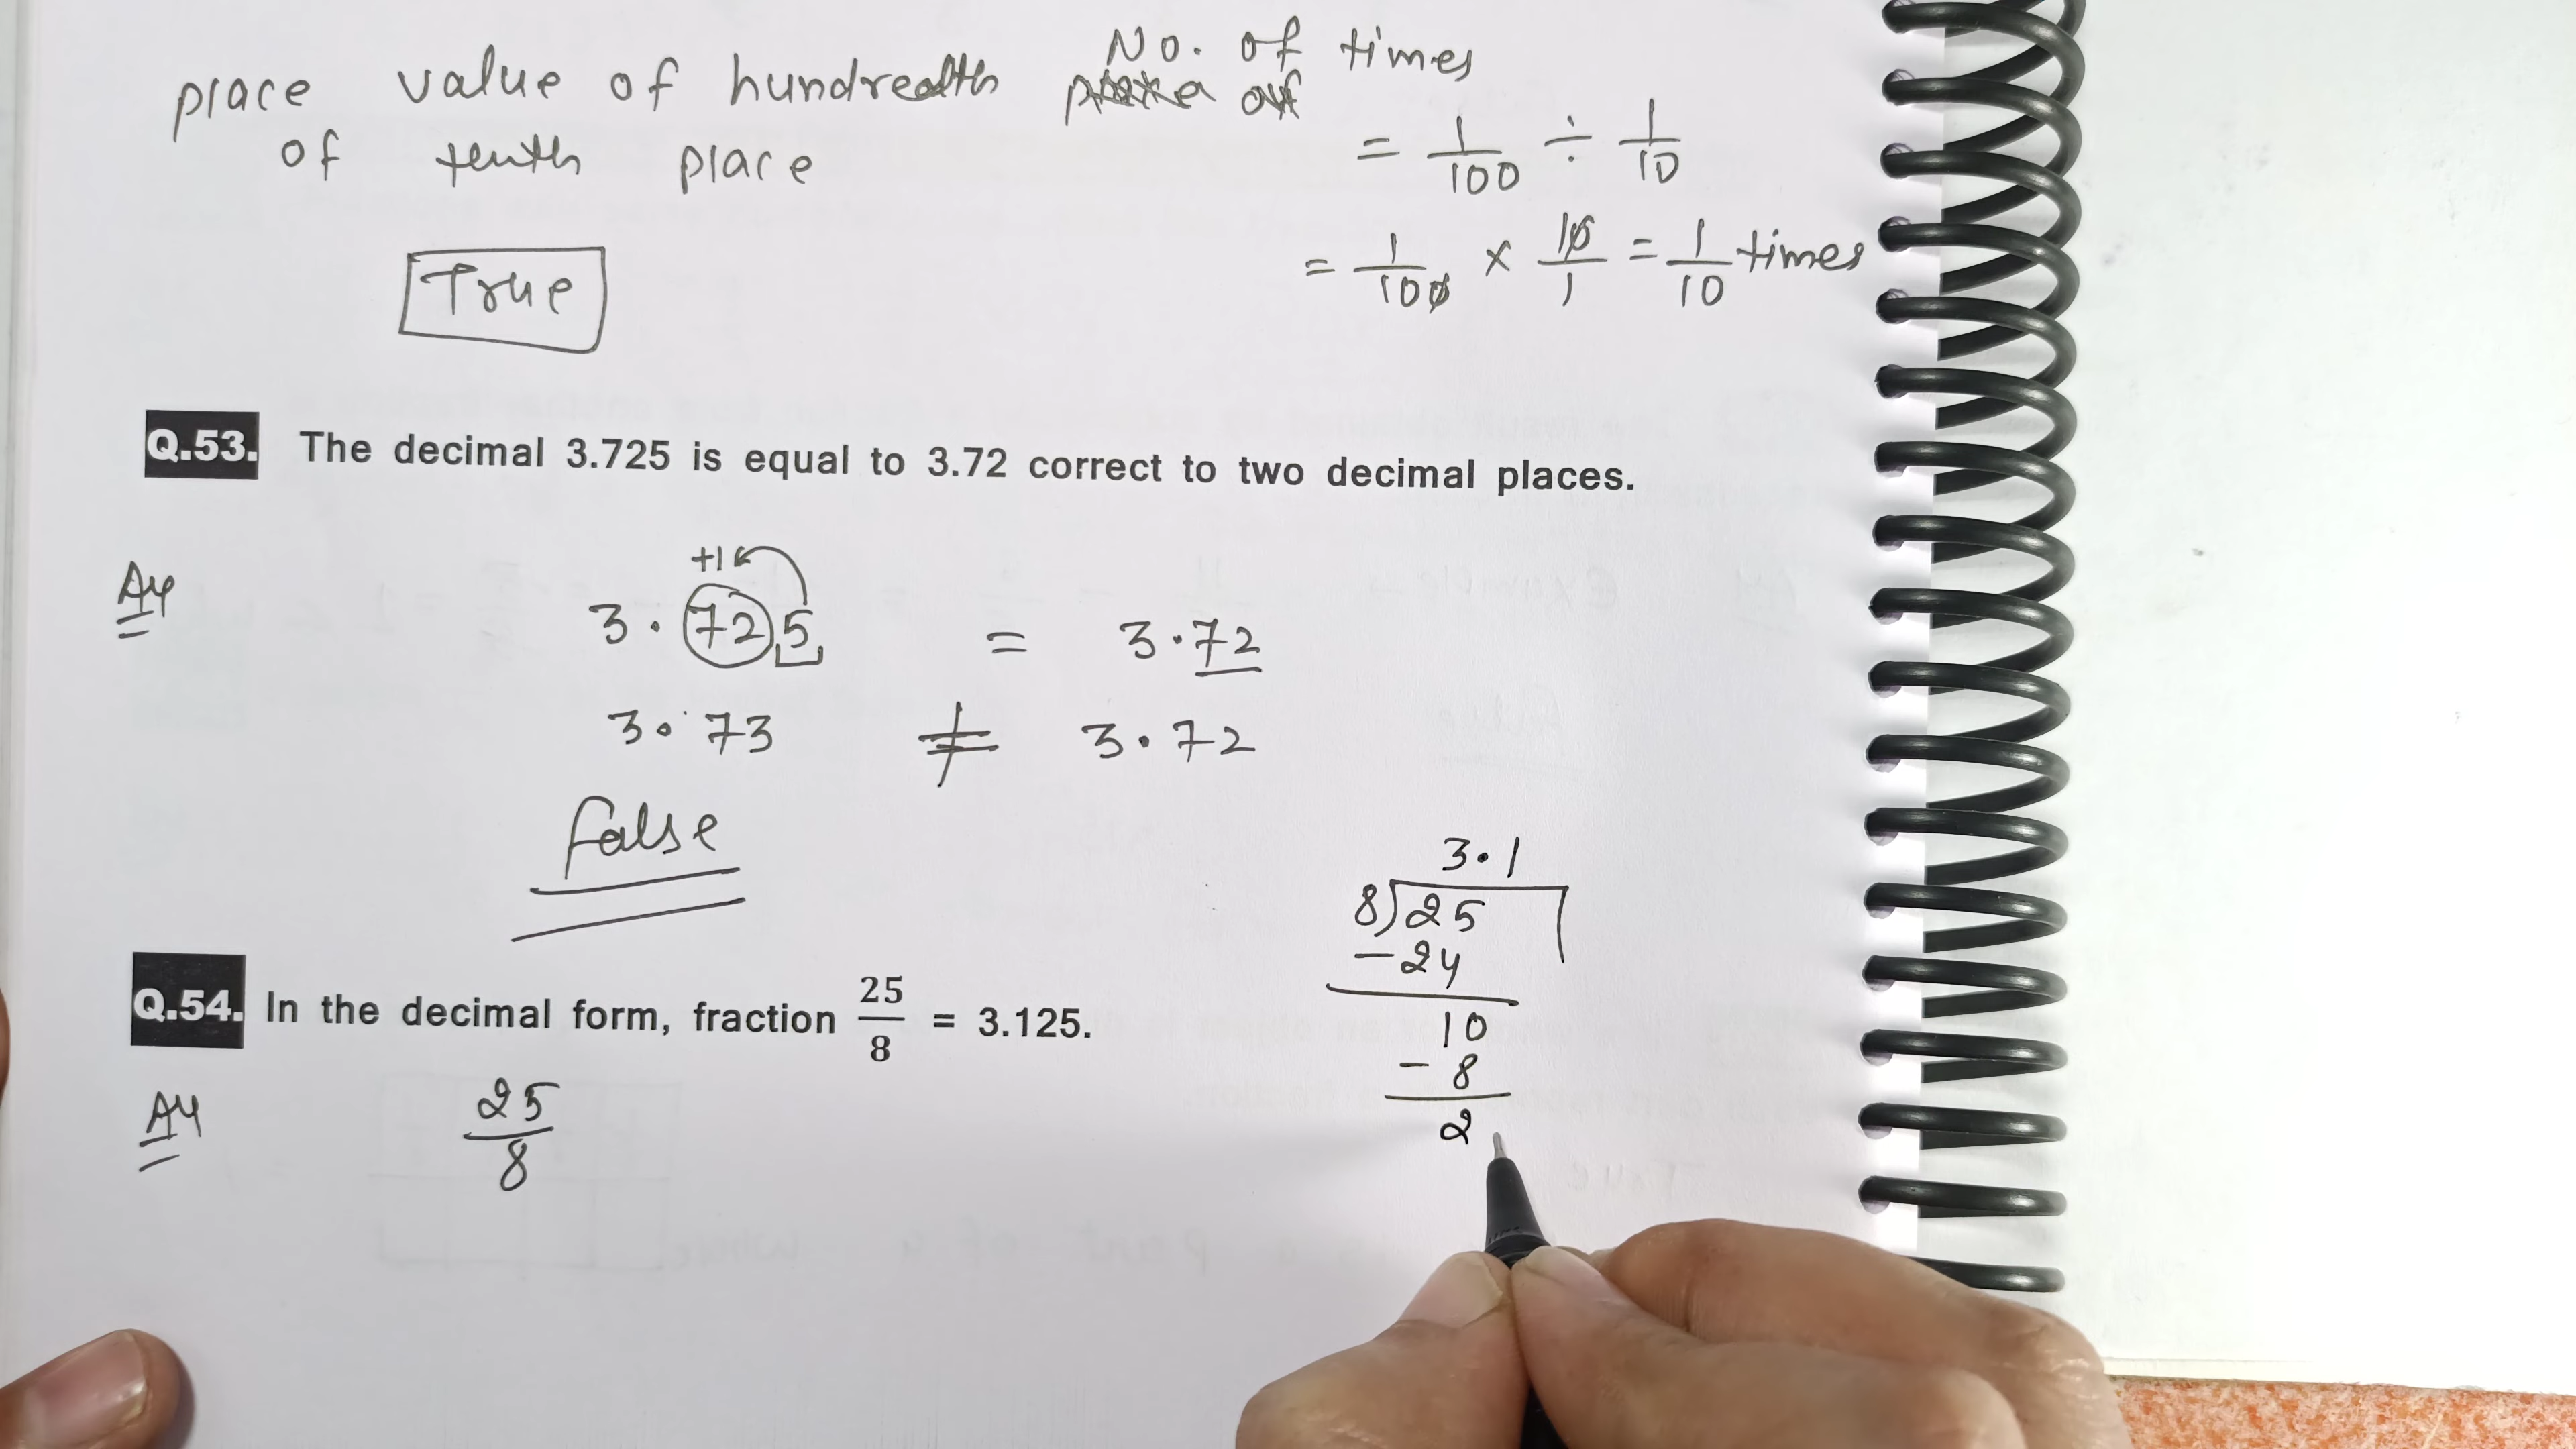 place value of hundredth No. of times
of tenth place
= 1/100 ÷ 1/10
= 1/100 × 10/1 = 1/10 times
True
Q.53. The decimal 3.725 is equal to 3.72 correct to two decimal places.
+1
3.725 = 3.72
3.73 ≠ 3.72
False
Q.54. In the decimal form, fraction 25/8 = 3.125.
25/8
3.1
8)25
-24
10
- 8
2